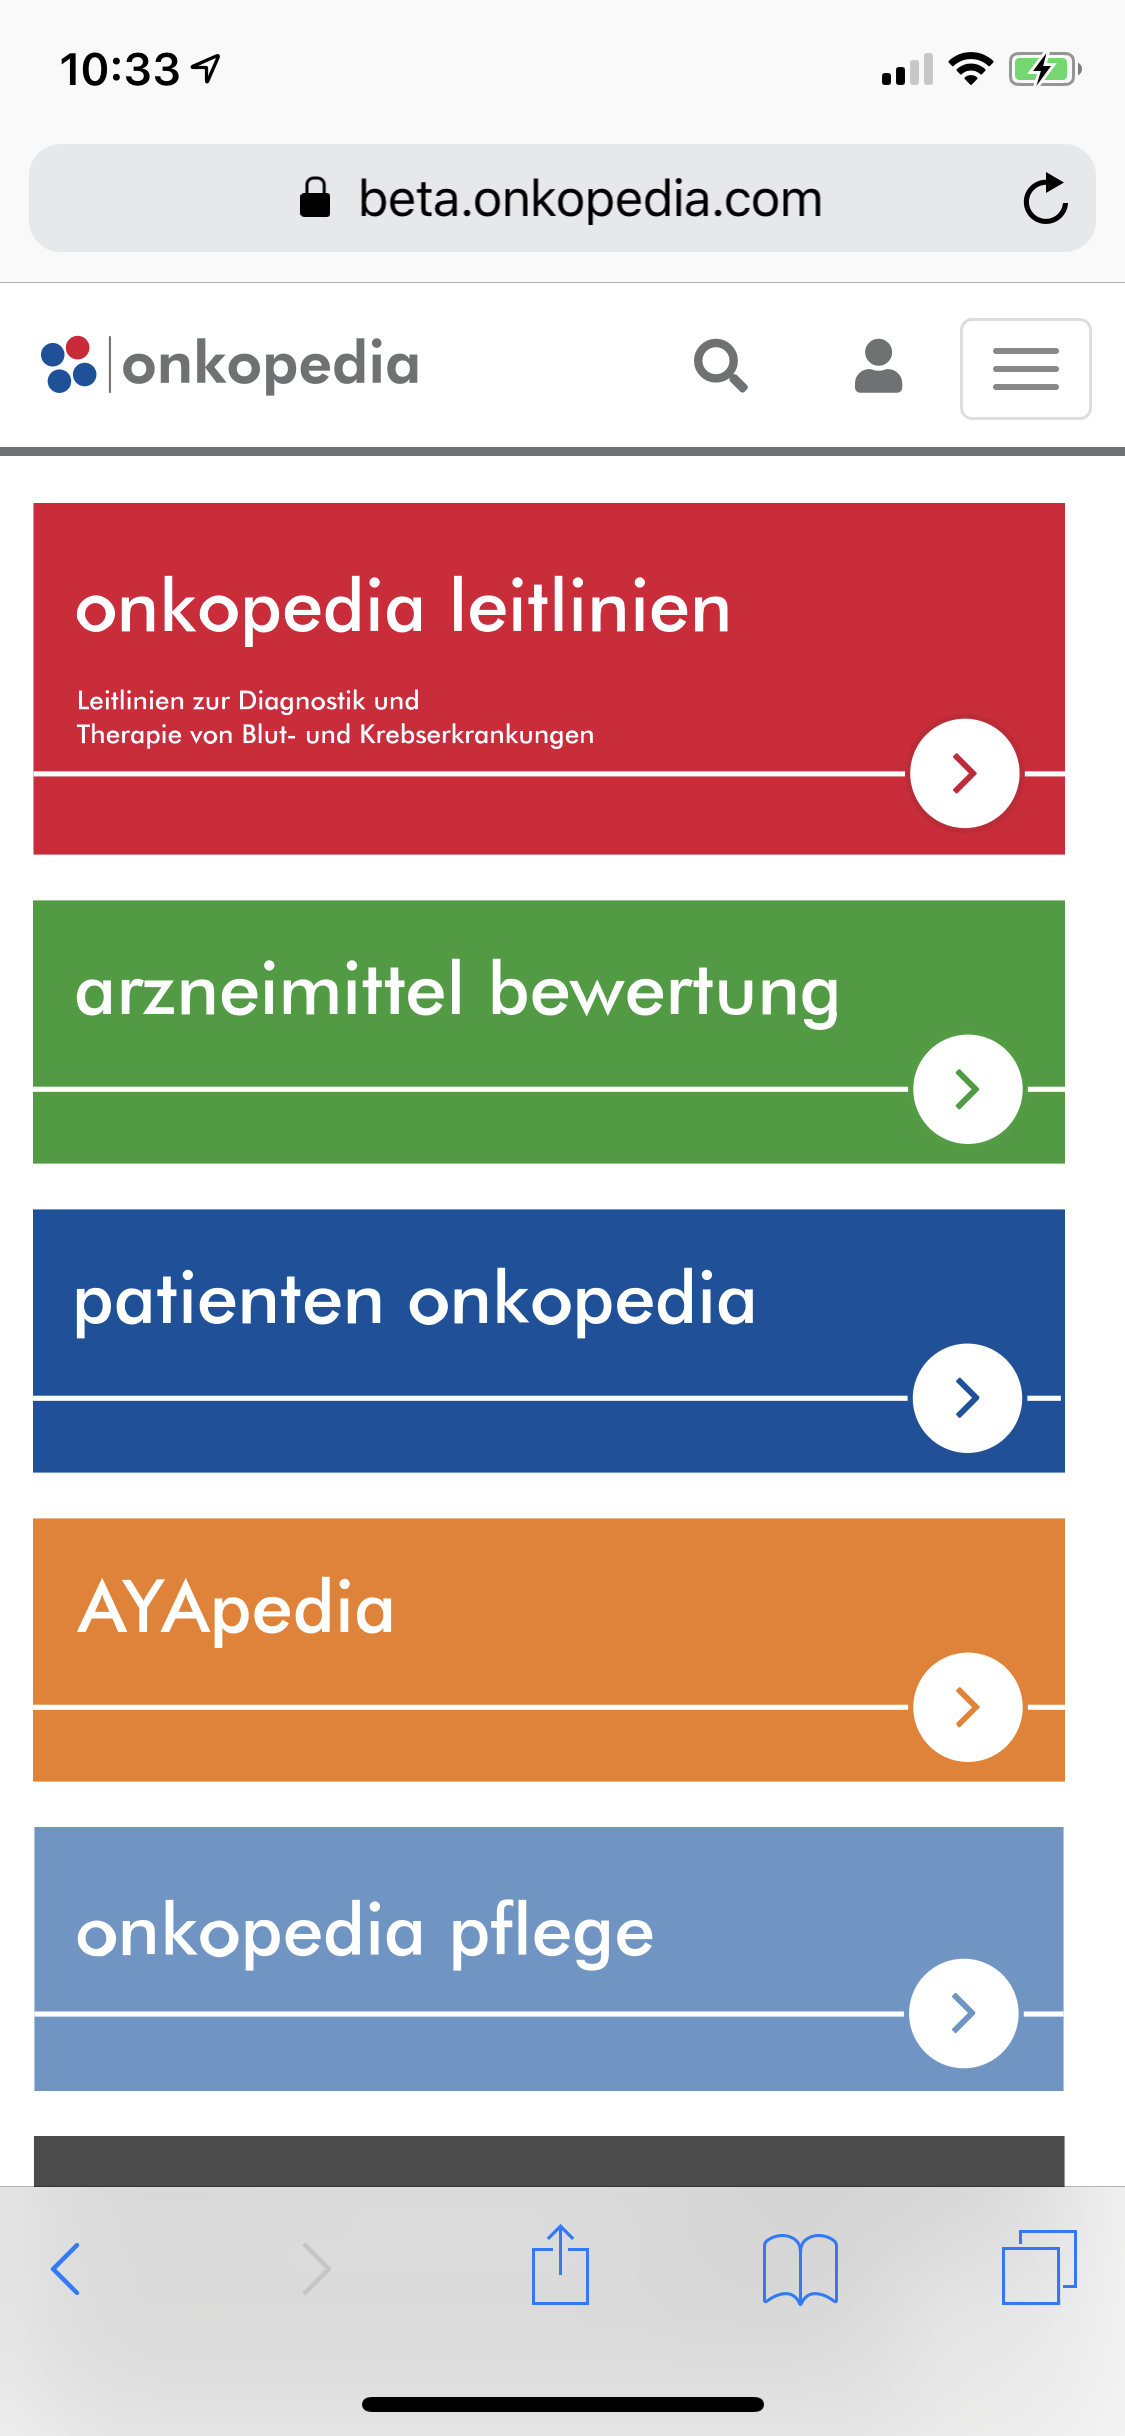 10:33
beta.onkopedia.com
onkopedia
onkopedia leitlinien
Leitlinien zur Diagnostik und
Therapie von Blut- und Krebserkrankungen
arzneimittel bewertung
patienten onkopedia
AYApedia
onkopedia pflege